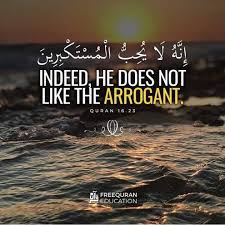 إِنَّهُ لَا يُحِبُّ الْمُسْتَكْبِرِينَ
INDEED, HE DOES NOT
LIKE THE ARROGANT.
QURAN 16:23
FREEQURAN
EDUCATION